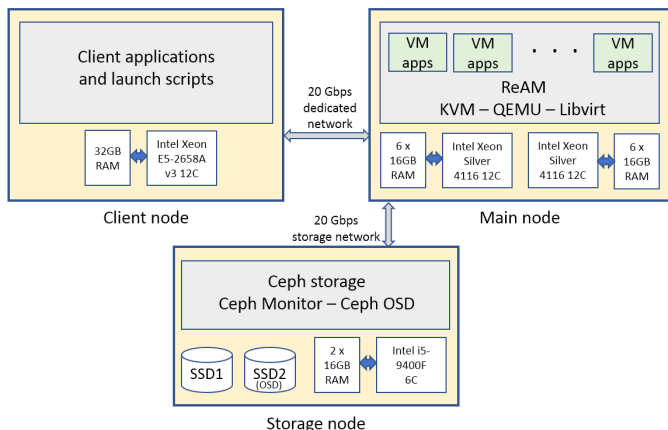 Client applications
and launch scripts
32GB
RAM
Intel Xeon
E5-2658A
v3 12C
Client node
20 Gbps
dedicated
network
VM
apps
VM
apps
. . .
VM
apps
ReAM
KVM – QEMU – Libvirt
6 x
16GB
RAM
Intel Xeon
Silver
4116 12C
Intel Xeon
Silver
4116 12C
6 x
16GB
RAM
Main node
20 Gbps
storage network
Ceph storage
Ceph Monitor – Ceph OSD
SSD1
SSD2
(OSD)
2 x
16GB
RAM
Intel i5-
9400F
6C
Storage node